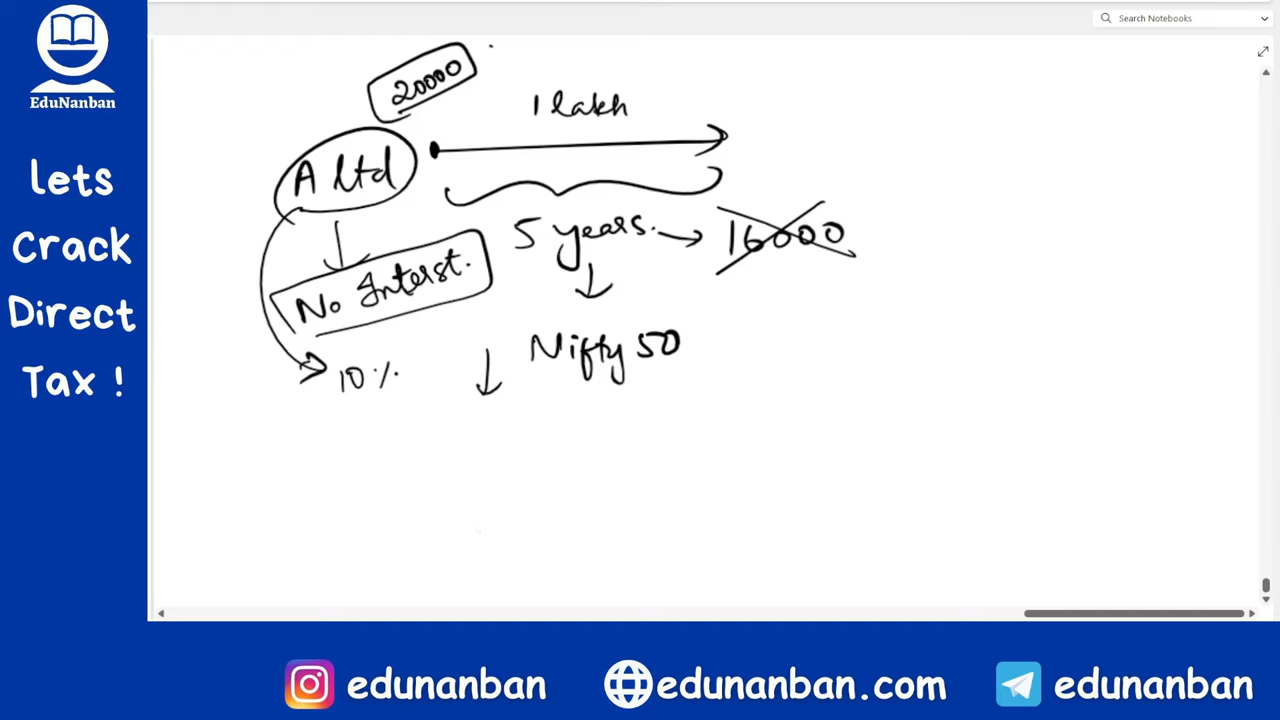 EduNanban
Lets
Crack
Direct
Tax !
Search Notebooks
20000
1 lakh
A Ltd
5 years.
16000
No Interst.
Nifty 50
10%
edunanban
edunanban.com
edunanban